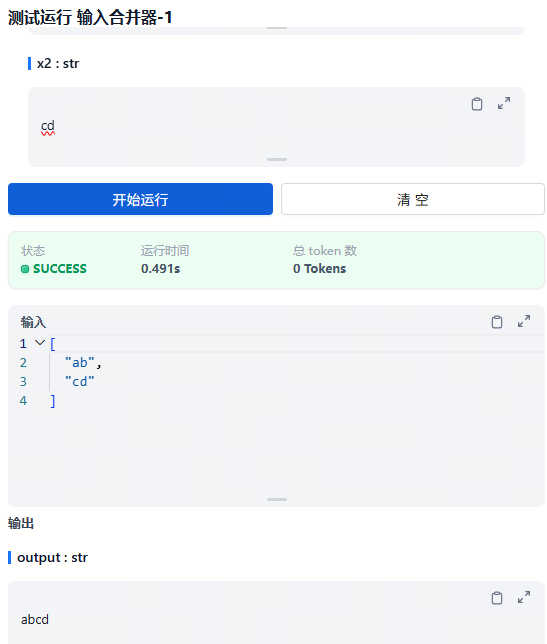 测试运行 输入合并器-1
x2 : str
cd
开始运行
清 空
状态 运行时间 总 token 数
SUCCESS 0.491s 0 Tokens
输入
1 [
2 "ab",
3 "cd"
4 ]
输出
output : str
abcd